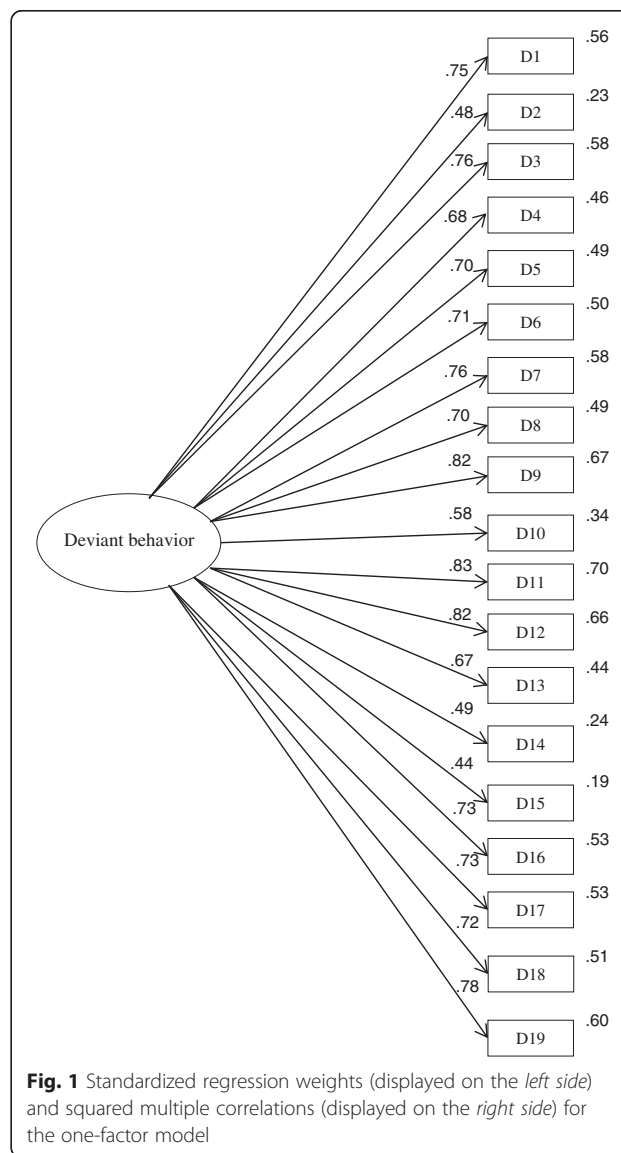 .56
.75 D1
.23
.48 D2
.58
.76 D3
.46
.68 D4
.49
.70 D5
.50
.71 D6
.58
.76 D7
.49
.70 D8
.67
.82 D9
Deviant behavior
.34
.58 D10
.70
.83 D11
.66
.82 D12
.44
.67 D13
.24
.49 D14
.19
.44 D15
.53
.73 D16
.53
.73 D17
.51
.72 D18
.60
.78 D19
Fig. 1 Standardized regression weights (displayed on the left side)
and squared multiple correlations (displayed on the right side) for
the one-factor model